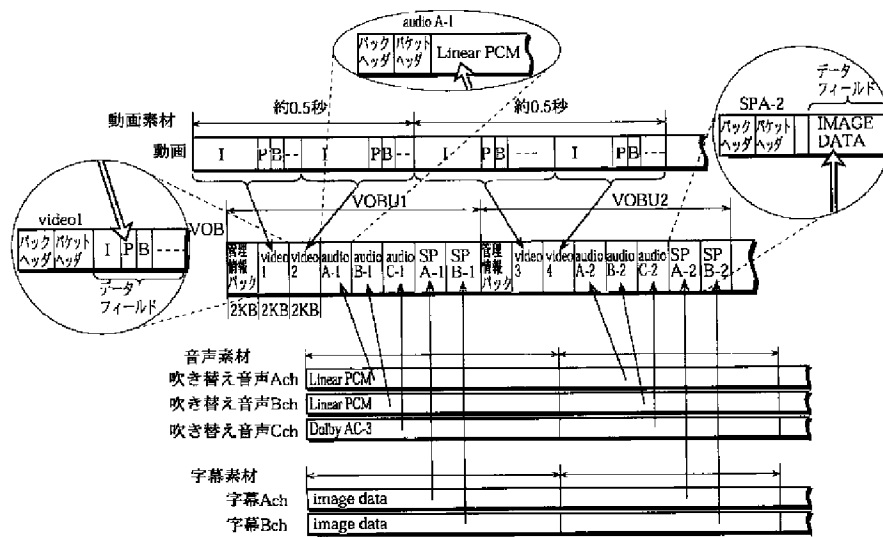 audio A-1
パック ヘッダ
パケット ヘッダ
Linear PCM
データ フィールド
SPA-2
パック ヘッダ
パケット ヘッダ
IMAGE DATA
約0.5秒
約0.5秒
動画素材
動画
I
P
B
---
I
P
B
---
I
P
B
----
I
P
B
---
VOBU1
VOBU2
video1
VOB
パック ヘッダ
パケット ヘッダ
I
P
B
----
データ フィールド
管理 情報 パック
video 1
video 2
audio A-1
audio B-1
audio C-1
SP A-1
SP B-1
管理 情報 パック
video 3
video 4
audio A-2
audio B-2
audio C-2
SP A-2
SP B-2
2KB
2KB
2KB
音声素材
吹き替え音声Ach
Linear PCM
吹き替え音声Bch
Linear PCM
吹き替え音声Cch
Dolby AC-3
字幕素材
字幕Ach
image data
字幕Bch
image data